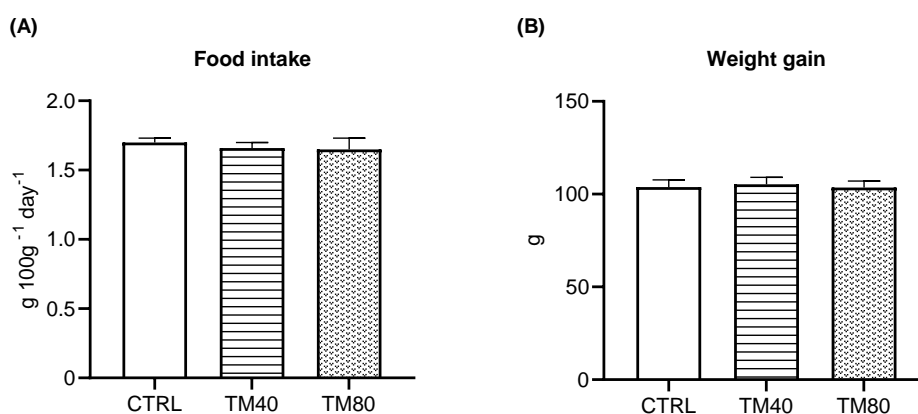 (A)
Food intake
g 100g⁻¹ day⁻¹
2.0
1.5
1.0
0.5
0
CTRL TM40 TM80
(B)
Weight gain
g
150
100
50
0
CTRL TM40 TM80